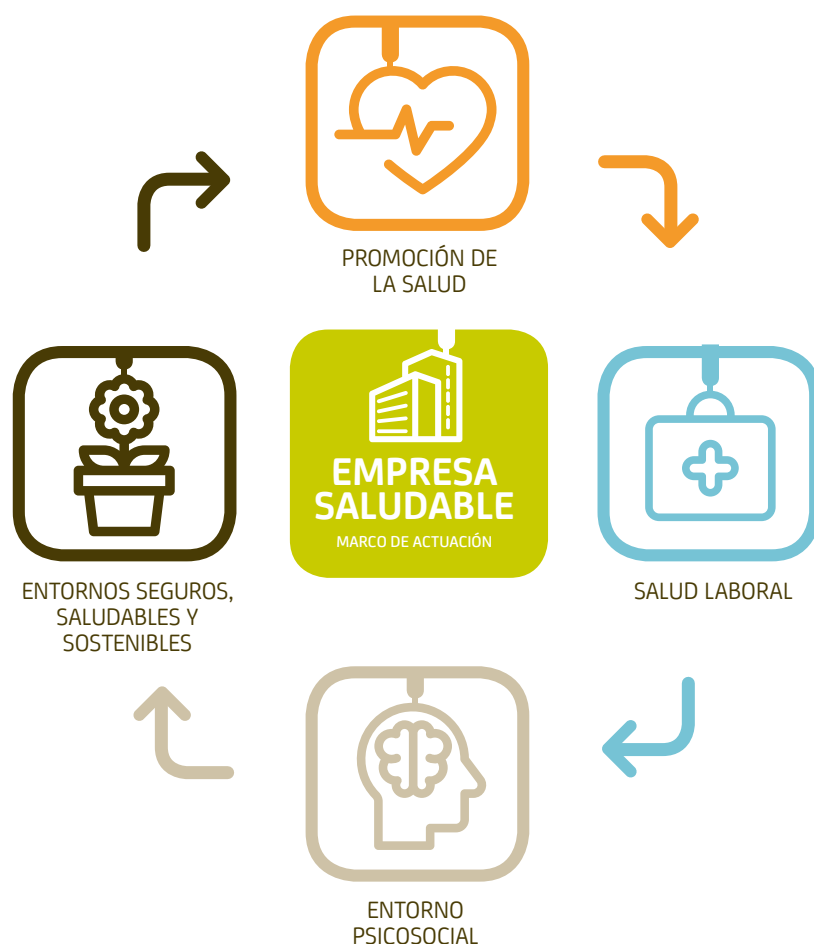 PROMOCIÓN DE
LA SALUD
EMPRESA
SALUDABLE
MARCO DE ACTUACIÓN
ENTORNOS SEGUROS,
SALUDABLES Y
SOSTENIBLES
SALUD LABORAL
ENTORNO
PSICOSOCIAL